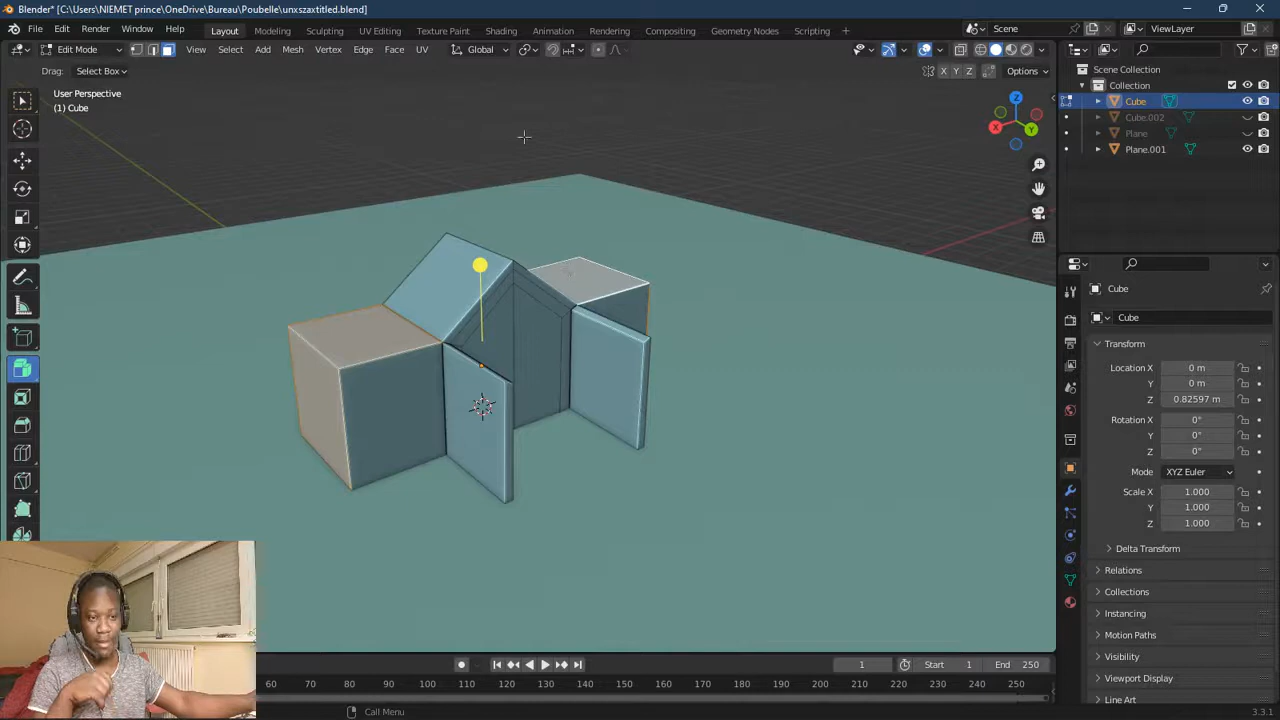 Blender* [C:\Users\NIEMET prince\OneDrive\Bureau\Poubelle\unxszaxtitled.blend]
File Edit Render Window Help Layout Modeling Sculpting UV Editing Texture Paint Shading Animation Rendering Compositing Geometry Nodes Scripting + Scene ViewLayer
Edit Mode View Select Add Mesh Vertex Edge Face UV Global
Drag: Select Box X Y Z Options
User Perspective
(1) Cube
Z
X
Y
Scene Collection
Collection
Cube
Cube.002
Plane
Plane.001
Cube
Cube
Transform
Location X 0 m
Y 0 m
Z 0.82597 m
Rotation X 0°
Y 0°
Z 0°
Mode XYZ Euler
Scale X 1.000
Y 1.000
Z 1.000
Delta Transform
Relations
Collections
Instancing
Motion Paths
Visibility
Viewport Display
Line Art
1 Start 1 End 250
60 70 80 90 100 110 120 130 140 150 160 170 180 190 200 210 220 230 240 250
Call Menu
3.3.1